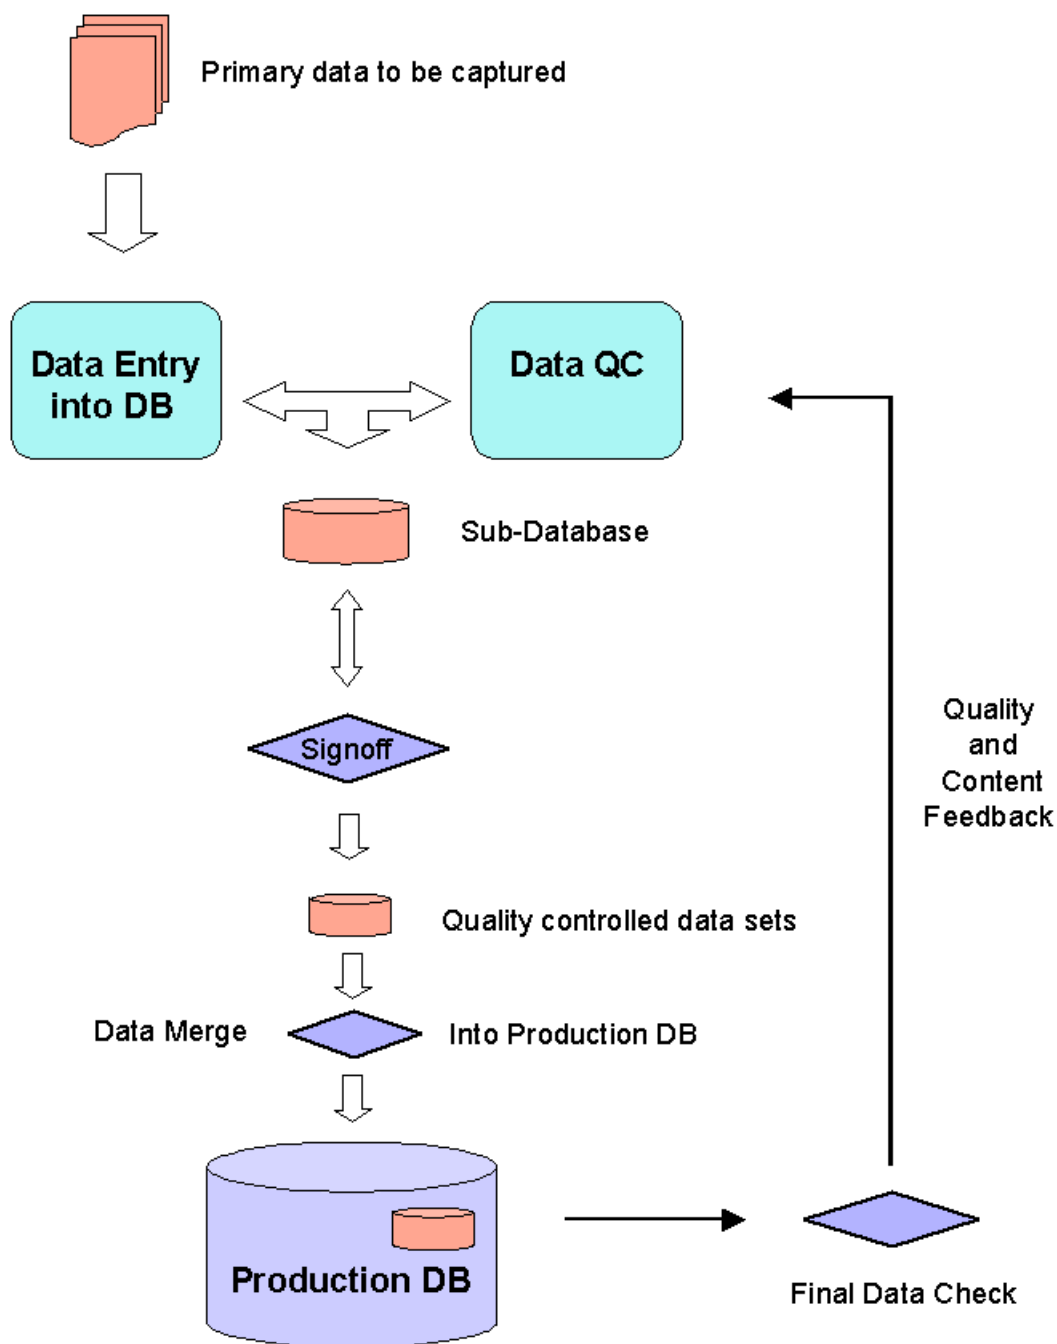 Primary data to be captured
Data Entry
into DB
Data QC
Sub-Database
Signoff
Quality
and
Content
Feedback
Quality controlled data sets
Data Merge
Into Production DB
Production DB
Final Data Check